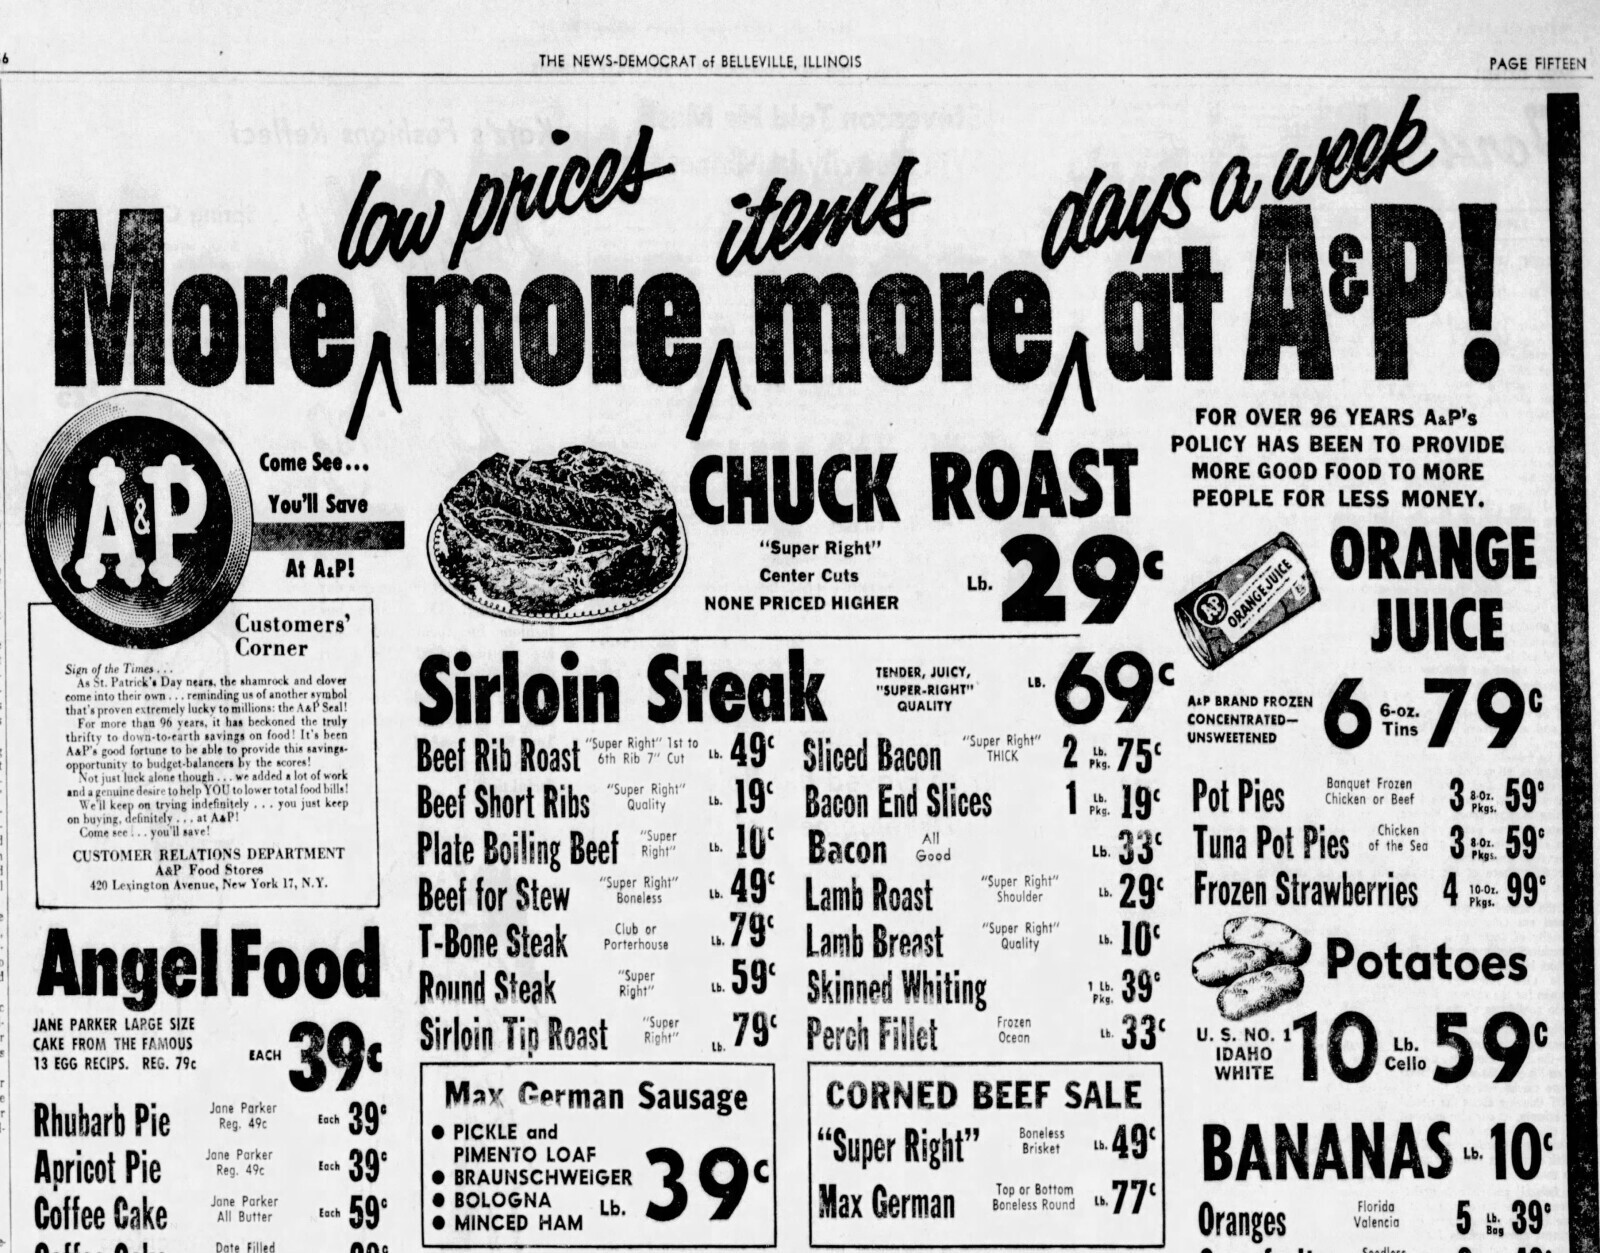 6
THE NEWS-DEMOCRAT of BELLEVILLE, ILLINOIS
PAGE FIFTEEN
low prices items days a week
More more more at A&P!
A&P
Come See...
You'll Save
At A&P!
Customers'
Corner
Sign of the Times . . .
As St. Patrick's Day nears, the shamrock and clover
come into their own . . . reminding us of another symbol
that's proven extremely lucky to millions: the A&P Seal!
For more than 96 years, it has beckoned the truly
thrifty to down-to-earth savings on food! It's been
A&P's good fortune to be able to provide this savings-
opportunity to budget-balancers by the scores!
Not just luck alone though . . . we added a lot of work
and a genuine desire to help YOU to lower total food bills!
We'll keep on trying indefinitely . . . you just keep
on buying, definitely . . . at A&P!
Come see . . . you'll save!
CUSTOMER RELATIONS DEPARTMENT
A&P Food Stores
420 Lexington Avenue, New York 17, N.Y.
Angel Food
JANE PARKER LARGE SIZE
CAKE FROM THE FAMOUS
13 EGG RECIPS. REG. 79c
EACH 39c
Rhubarb Pie Jane Parker Reg. 49c Each 39c
Apricot Pie Jane Parker Reg. 49c Each 39c
Coffee Cake Jane Parker All Butter Each 59c
Coffee Cake Date Filled
CHUCK ROAST
"Super Right"
Center Cuts
NONE PRICED HIGHER
Lb. 29c
Sirloin Steak TENDER, JUICY, "SUPER-RIGHT" QUALITY LB. 69c
Beef Rib Roast "Super Right" 1st to 6th Rib 7" Cut Lb. 49c
Beef Short Ribs "Super Right" Quality Lb. 19c
Plate Boiling Beef "Super Right" Lb. 10c
Beef for Stew "Super Right" Boneless Lb. 49c
T-Bone Steak Club or Porterhouse Lb. 79c
Round Steak "Super Right" Lb. 59c
Sirloin Tip Roast "Super Right" Lb. 79c
Max German Sausage
● PICKLE and
PIMENTO LOAF
● BRAUNSCHWEIGER
● BOLOGNA
● MINCED HAM
Lb. 39c
Sliced Bacon "Super Right" THICK 2 Lb. Pkg. 75c
Bacon End Slices 1 Lb. Pkg. 19c
Bacon All Good Lb. 33c
Lamb Roast "Super Right" Shoulder Lb. 29c
Lamb Breast "Super Right" Quality Lb. 10c
Skinned Whiting 1 Lb. Pkg. 39c
Perch Fillet Frozen Ocean Lb. 33c
CORNED BEEF SALE
"Super Right" Boneless Brisket Lb. 49c
Max German Top or Bottom Boneless Round Lb. 77c
FOR OVER 96 YEARS A&P's
POLICY HAS BEEN TO PROVIDE
MORE GOOD FOOD TO MORE
PEOPLE FOR LESS MONEY.
A&P ORANGE JUICE
ORANGE
JUICE
A&P BRAND FROZEN
CONCENTRATED—
UNSWEETENED
6 6-oz. Tins 79c
Pot Pies Banquet Frozen Chicken or Beef 3 8-Oz. Pkgs. 59c
Tuna Pot Pies Chicken of the Sea 3 8-Oz. Pkgs. 59c
Frozen Strawberries 4 10-Oz. Pkgs. 99c
Potatoes
U. S. NO. 1
IDAHO
WHITE
10 Lb. Cello 59c
BANANAS Lb. 10c
Oranges Florida Valencia 5 Lb. Bag 39c
Seedless